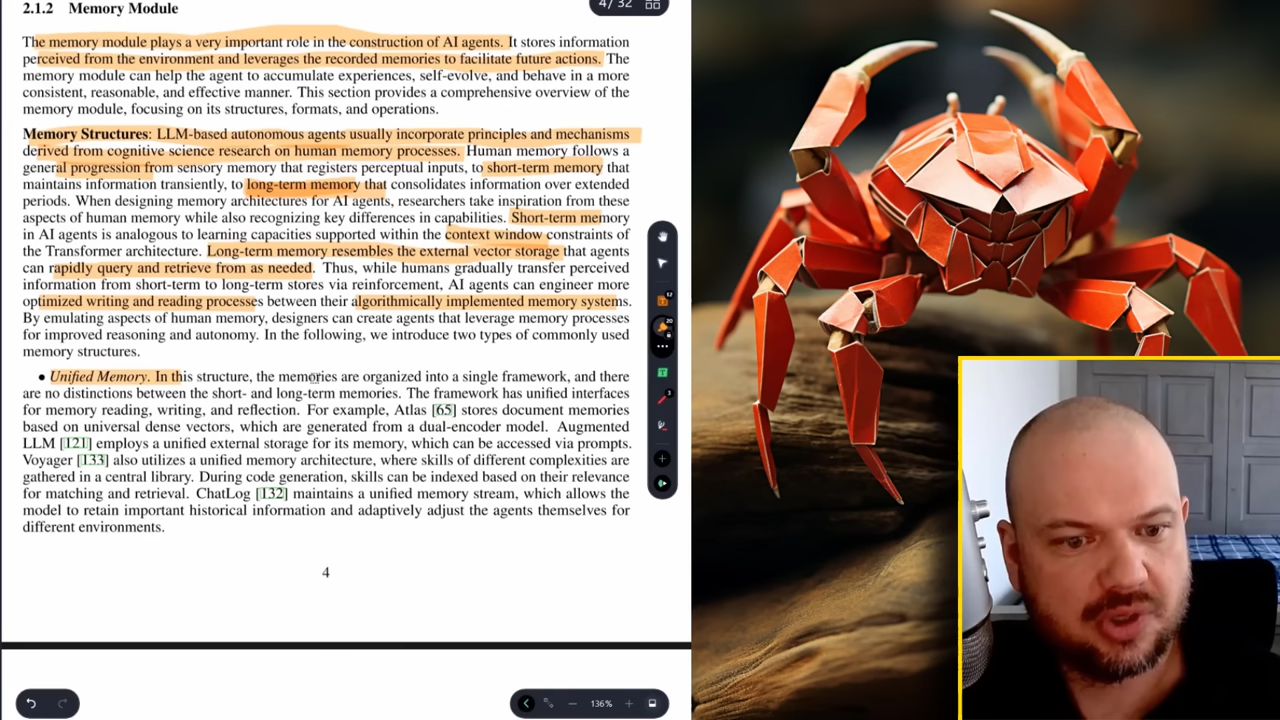 2.1.2 Memory Module
4 / 32
The memory module plays a very important role in the construction of AI agents. It stores information
perceived from the environment and leverages the recorded memories to facilitate future actions. The
memory module can help the agent to accumulate experiences, self-evolve, and behave in a more
consistent, reasonable, and effective manner. This section provides a comprehensive overview of the
memory module, focusing on its structures, formats, and operations.
Memory Structures: LLM-based autonomous agents usually incorporate principles and mechanisms
derived from cognitive science research on human memory processes. Human memory follows a
general progression from sensory memory that registers perceptual inputs, to short-term memory that
maintains information transiently, to long-term memory that consolidates information over extended
periods. When designing memory architectures for AI agents, researchers take inspiration from these
aspects of human memory while also recognizing key differences in capabilities. Short-term memory
in AI agents is analogous to learning capacities supported within the context window constraints of
the Transformer architecture. Long-term memory resembles the external vector storage that agents
can rapidly query and retrieve from as needed. Thus, while humans gradually transfer perceived
information from short-term to long-term stores via reinforcement, AI agents can engineer more
optimized writing and reading processes between their algorithmically implemented memory systems.
By emulating aspects of human memory, designers can create agents that leverage memory processes
for improved reasoning and autonomy. In the following, we introduce two types of commonly used
memory structures.
• Unified Memory. In this structure, the memories are organized into a single framework, and there
are no distinctions between the short- and long-term memories. The framework has unified interfaces
for memory reading, writing, and reflection. For example, Atlas [65] stores document memories
based on universal dense vectors, which are generated from a dual-encoder model. Augmented
LLM [121] employs a unified external storage for its memory, which can be accessed via prompts.
Voyager [133] also utilizes a unified memory architecture, where skills of different complexities are
gathered in a central library. During code generation, skills can be indexed based on their relevance
for matching and retrieval. ChatLog [132] maintains a unified memory stream, which allows the
model to retain important historical information and adaptively adjust the agents themselves for
different environments.
4
136%